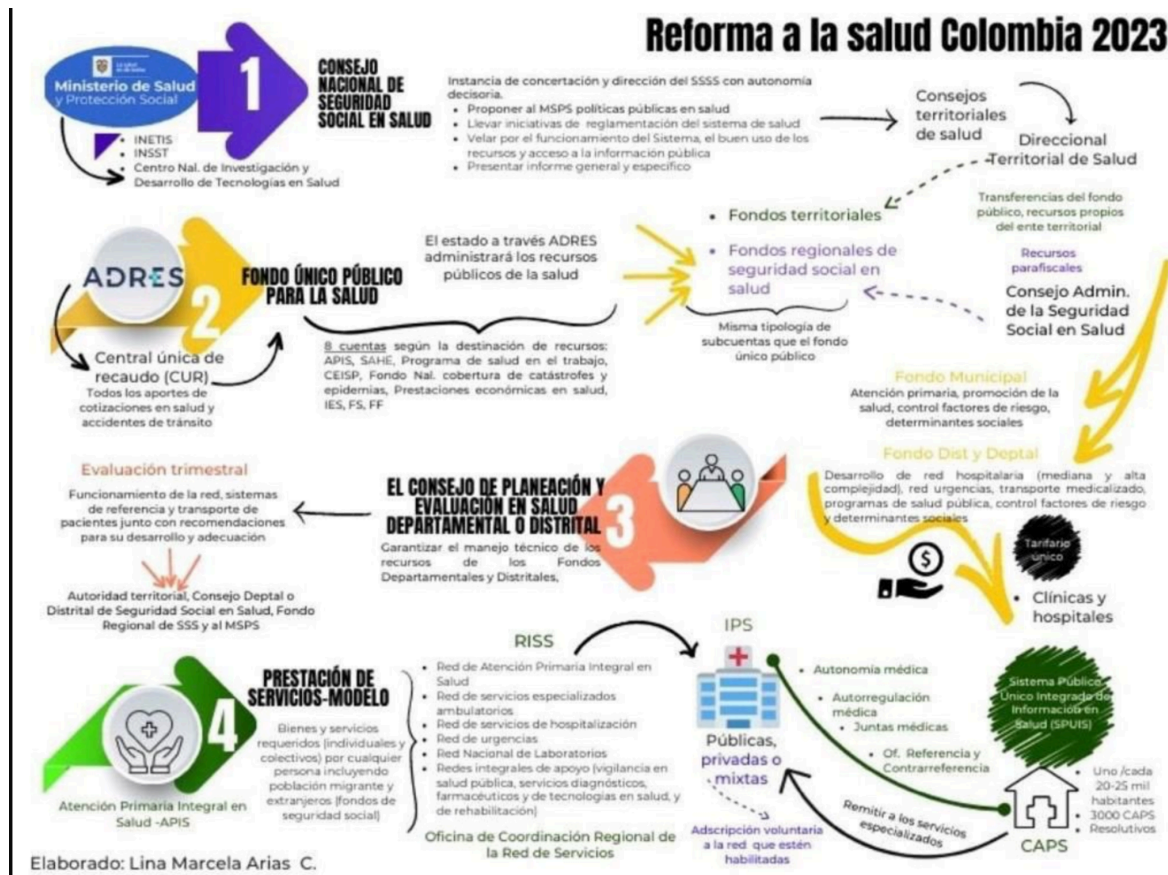 Reforma a la salud Colombia 2023
Ministerio de Salud
y Protección Social
INETIS
INSST
Centro Nal. de Investigación y
Desarrollo de Tecnologías en Salud
1
CONSEJO
NACIONAL DE
SEGURIDAD
SOCIAL EN SALUD
Instancia de concertación y dirección del SSSS con autonomía
decisoria.
Proponer al MSPS políticas públicas en salud
Llevar iniciativas de reglamentación del sistema de salud
Velar por el funcionamiento del Sistema, el buen uso de los
recursos y acceso a la información pública
Presentar informe general y específico
Consejos
territoriales
de salud
Direccional
Territorial de Salud
Transferencias del fondo
público, recursos propios
del ente territorial
Fondos territoriales
Fondos regionales de
seguridad social en
salud
Misma tipología de
subcuentas que el fondo
único público
Recursos
parafiscales
Consejo Admin.
de la Seguridad
Social en Salud
ADRES
2
FONDO ÚNICO PÚBLICO
PARA LA SALUD
El estado a través ADRES
administrará los recursos
públicos de la salud
Central única de
recaudo (CUR)
Todos los aportes de
cotizaciones en salud y
accidentes de tránsito
8 cuentas según la destinación de recursos:
APIS, SAHE, Programa de salud en el trabajo,
CEISP, Fondo Nal. cobertura de catástrofes y
epidemias, Prestaciones económicas en salud,
IES, FS, FF
Fondo Municipal
Atención primaria, promoción de la
salud, control factores de riesgo,
determinantes sociales
Fondo Dist y Deptal
Desarrollo de red hospitalaria (mediana y alta
complejidad), red urgencias, transporte medicalizado,
programas de salud pública, control factores de riesgo
y determinantes sociales
Tarifario
único
Clínicas y
hospitales
3
EL CONSEJO DE PLANEACIÓN Y
EVALUACIÓN EN SALUD
DEPARTAMENTAL O DISTRITAL
Garantizar el manejo técnico de los
recursos de los Fondos
Departamentales y Distritales,
Evaluación trimestral
Funcionamiento de la red, sistemas
de referencia y transporte de
pacientes junto con recomendaciones
para su desarrollo y adecuación
Autoridad territorial, Consejo Deptal o
Distrital de Seguridad Social en Salud, Fondo
Regional de SSS y al MSPS
4
PRESTACIÓN DE
SERVICIOS-MODELO
Bienes y servicios
requeridos (individuales y
colectivos) por cualquier
persona incluyendo
población migrante y
extranjeros (fondos de
seguridad social)
Atención Primaria Integral en
Salud -APIS
RISS
Red de Atención Primaria Integral en
Salud
Red de servicios especializados
ambulatorios
Red de servicios de hospitalización
Red de urgencias
Red Nacional de Laboratorios
Redes integrales de apoyo (vigilancia en
salud pública, servicios diagnósticos,
farmacéuticos y de tecnologías en salud, y
de rehabilitación)
Oficina de Coordinación Regional de
la Red de Servicios
IPS
Públicas,
privadas o
mixtas
Adscripción voluntaria
a la red que estén
habilitadas
Autonomía médica
Autorregulación
médica
Juntas médicas
Of. Referencia y
Contrarreferencia
Remitir a los servicios
especializados
Sistema Público
Único Integrado de
Información en
Salud (SPUIS)
CAPS
Uno /cada
20-25 mil
habitantes
3000 CAPS
Resolutivos
Elaborado: Lina Marcela Arias C.